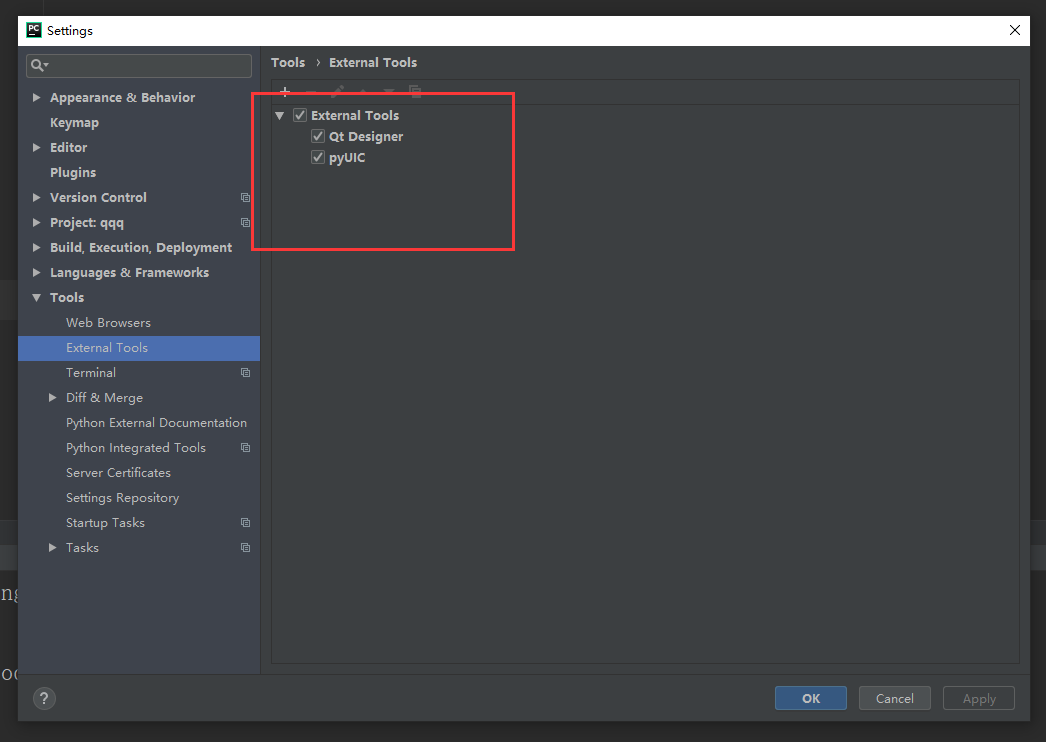 PC Settings
Tools › External Tools
Appearance & Behavior
Keymap
Editor
Plugins
Version Control
Project: qqq
Build, Execution, Deployment
Languages & Frameworks
Tools
Web Browsers
External Tools
Terminal
Diff & Merge
Python External Documentation
Python Integrated Tools
Server Certificates
Settings Repository
Startup Tasks
Tasks
External Tools
Qt Designer
pyUIC
?
OK
Cancel
Apply